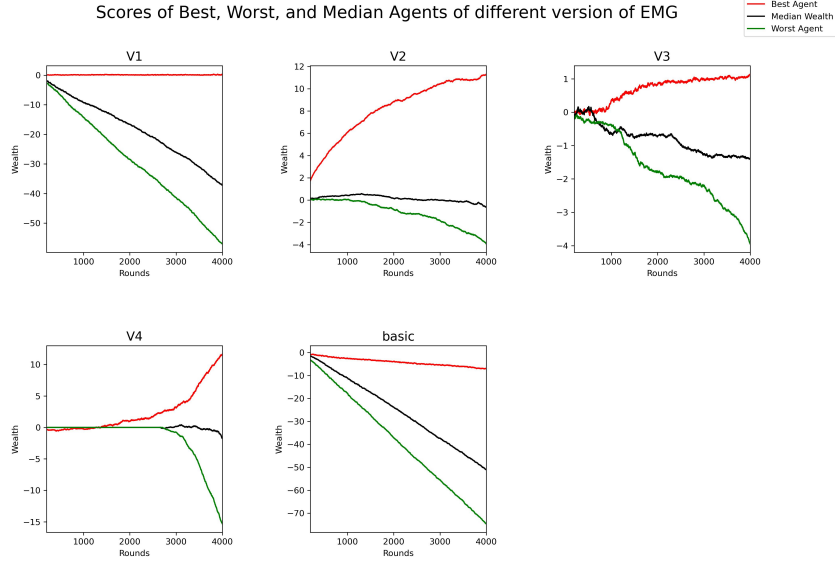 Scores of Best, Worst, and Median Agents of different version of EMG
Best Agent
Median Wealth
Worst Agent
V1
0
−10
−20
−30
−40
−50
Wealth
1000 2000 3000 4000
Rounds
V2
12
10
8
6
4
2
0
−2
−4
Wealth
1000 2000 3000 4000
Rounds
V3
1
0
−1
−2
−3
−4
Wealth
1000 2000 3000 4000
Rounds
V4
10
5
0
−5
−10
−15
Wealth
1000 2000 3000 4000
Rounds
basic
0
−10
−20
−30
−40
−50
−60
−70
Wealth
1000 2000 3000 4000
Rounds